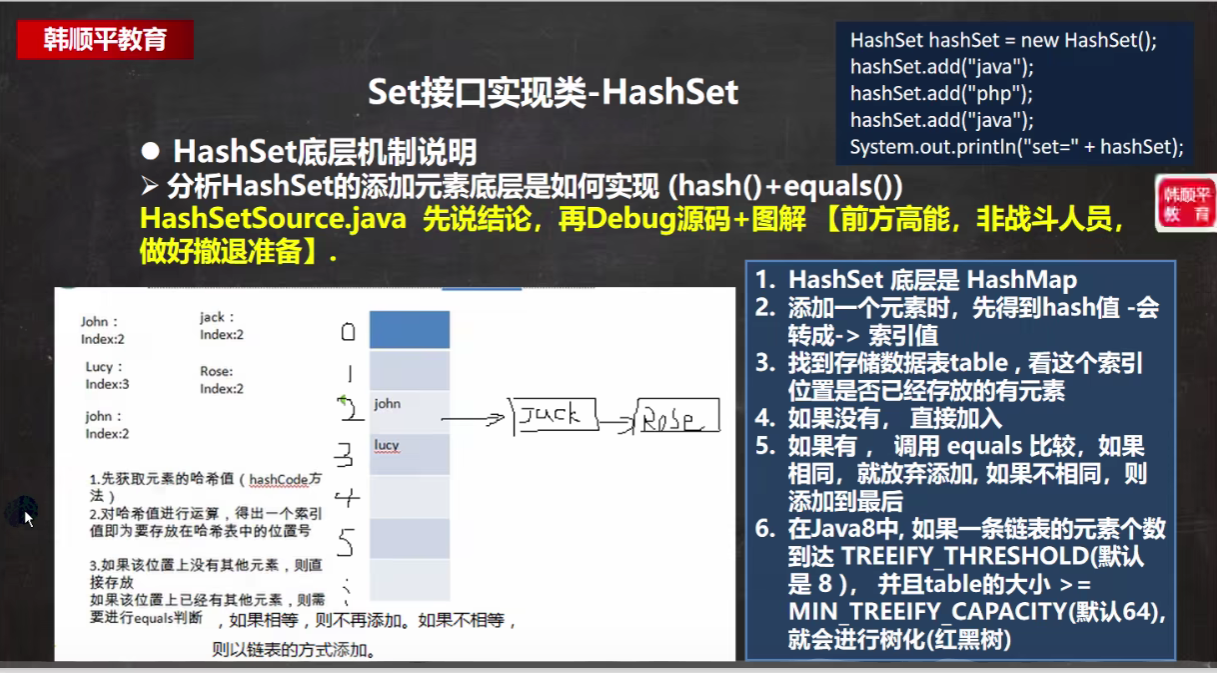 韩顺平教育
HashSet hashSet = new HashSet();
hashSet.add("java");
hashSet.add("php");
hashSet.add("java");
System.out.println("set=" + hashSet);
Set接口实现类-HashSet
● HashSet底层机制说明
➢ 分析HashSet的添加元素底层是如何实现 (hash()+equals())
HashSetSource.java 先说结论，再Debug源码+图解 【前方高能，非战斗人员，
做好撤退准备】.
韩顺平
教 育
John：
Index:2
jack：
Index:2
Lucy：
Index:3
Rose:
Index:2
john：
Index:2
0
1
2
3
4
5
john
lucy
Jack
Rose
1.先获取元素的哈希值（hashCode方
法）
2.对哈希值进行运算，得出一个索引
值即为要存放在哈希表中的位置号
3.如果该位置上没有其他元素，则直
接存放
如果该位置上已经有其他元素，则需
要进行equals判断 ，如果相等，则不再添加。如果不相等，
则以链表的方式添加。
1. HashSet 底层是 HashMap
2. 添加一个元素时，先得到hash值 -会
转成-> 索引值
3. 找到存储数据表table , 看这个索引
位置是否已经存放的有元素
4. 如果没有， 直接加入
5. 如果有 ， 调用 equals 比较，如果
相同，就放弃添加, 如果不相同，则
添加到最后
6. 在Java8中, 如果一条链表的元素个数
到达 TREEIFY_THRESHOLD(默认
是 8 )， 并且table的大小 >=
MIN_TREEIFY_CAPACITY(默认64),
就会进行树化(红黑树)